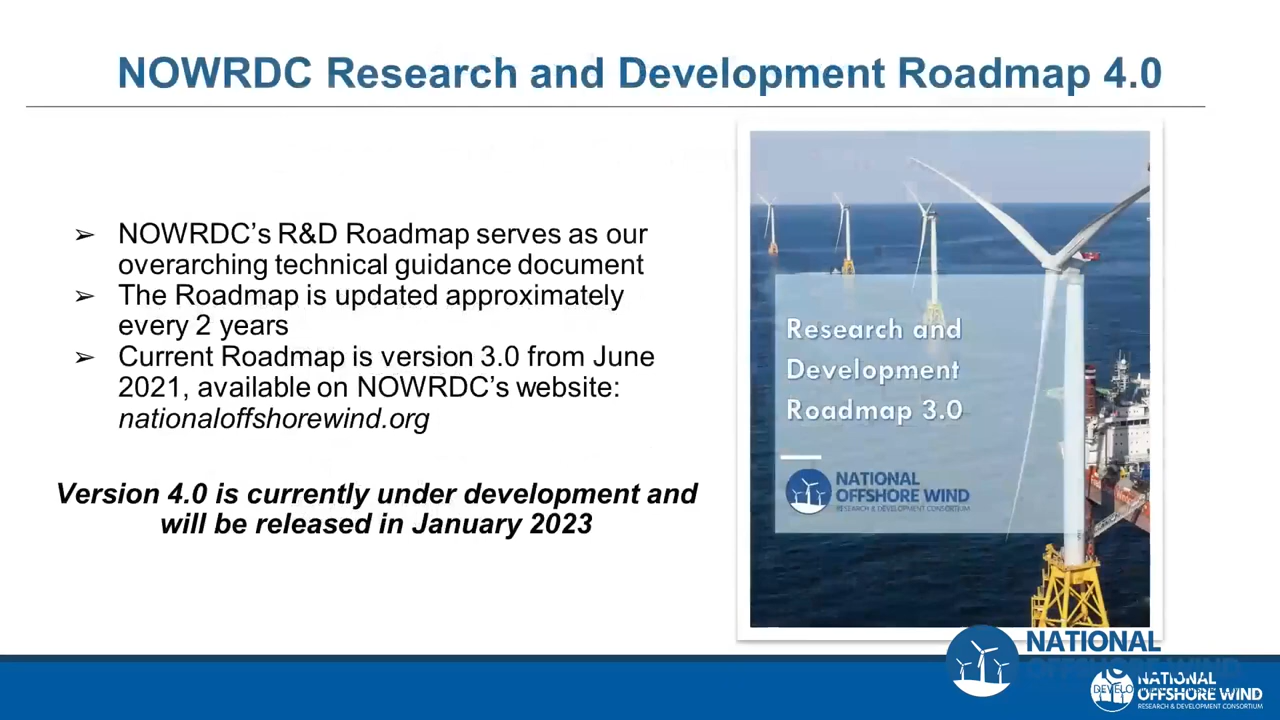 NOWRDC Research and Development Roadmap 4.0
➢ NOWRDC’s R&D Roadmap serves as our
overarching technical guidance document
➢ The Roadmap is updated approximately
every 2 years
➢ Current Roadmap is version 3.0 from June
2021, available on NOWRDC’s website:
nationaloffshorewind.org
Version 4.0 is currently under development and
will be released in January 2023
Research and
Development
Roadmap 3.0
NATIONAL
OFFSHORE WIND
RESEARCH & DEVELOPMENT CONSORTIUM
NATIONAL
OFFSHORE WIND
NATIONAL
OFFSHORE WIND
RESEARCH & DEVELOPMENT CONSORTIUM